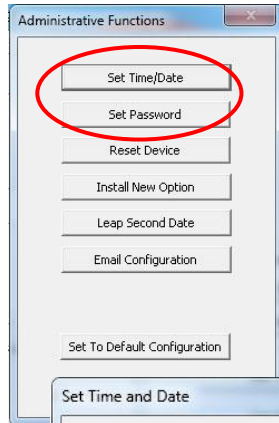 Administrative Functions
Set Time/Date
Set Password
Reset Device
Install New Option
Leap Second Date
Email Configuration
Set To Default Configuration
Set Time and Date